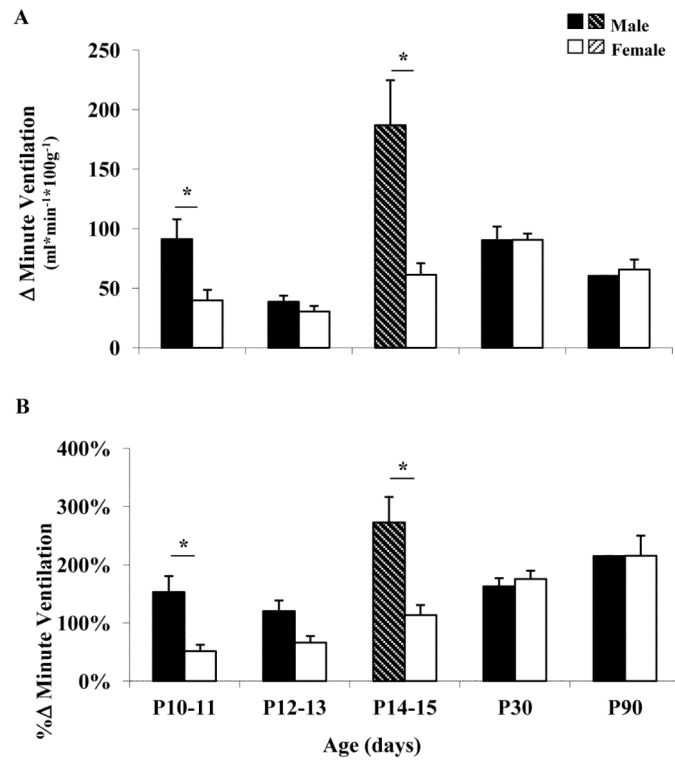 A
Male
Female
250
200
150
100
50
0
Δ Minute Ventilation
(ml*min-1*100g-1)
*
*
B
400%
300%
200%
100%
0%
%Δ Minute Ventilation
*
*
P10-11 P12-13 P14-15 P30 P90
Age (days)